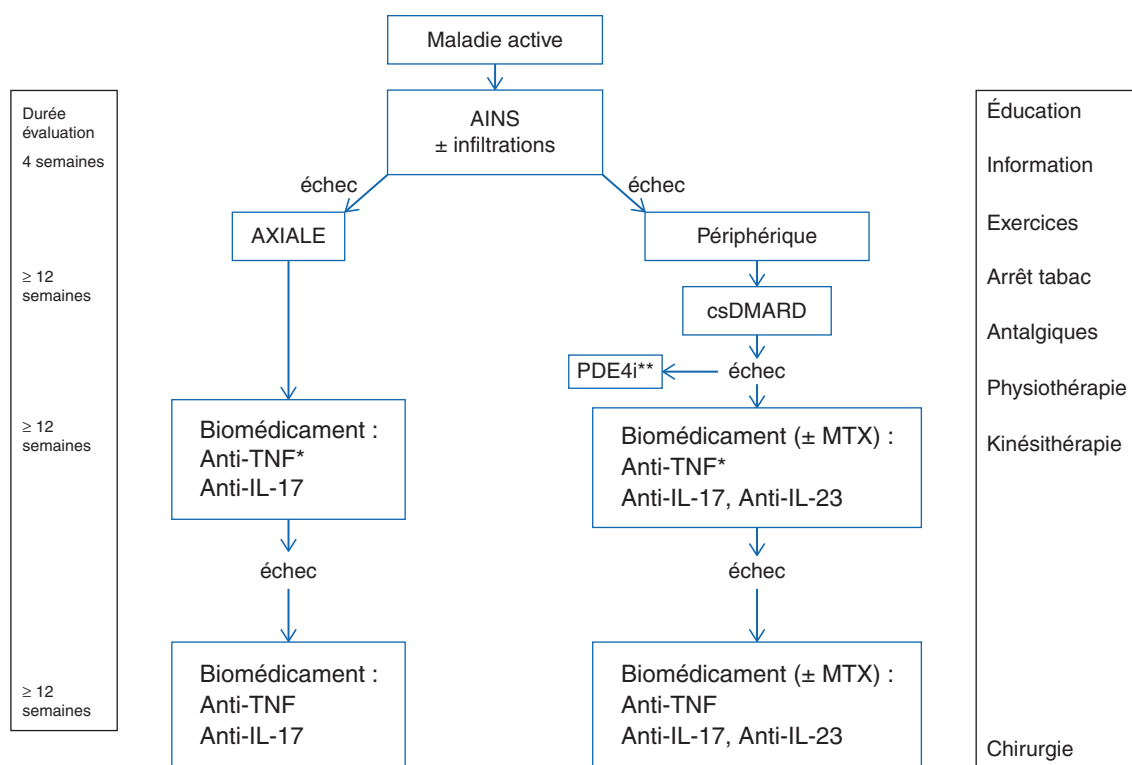 Maladie active
Durée
évaluation
4 semaines
≥ 12
semaines
≥ 12
semaines
≥ 12
semaines
AINS
± infiltrations
échec
échec
AXIALE
Périphérique
csDMARD
PDE4i**
échec
Biomédicament :
Anti-TNF*
Anti-IL-17
Biomédicament (± MTX) :
Anti-TNF*
Anti-IL-17, Anti-IL-23
échec
échec
Biomédicament :
Anti-TNF
Anti-IL-17
Biomédicament (± MTX) :
Anti-TNF
Anti-IL-17, Anti-IL-23
Éducation
Information
Exercices
Arrêt tabac
Antalgiques
Physiothérapie
Kinésithérapie
Chirurgie